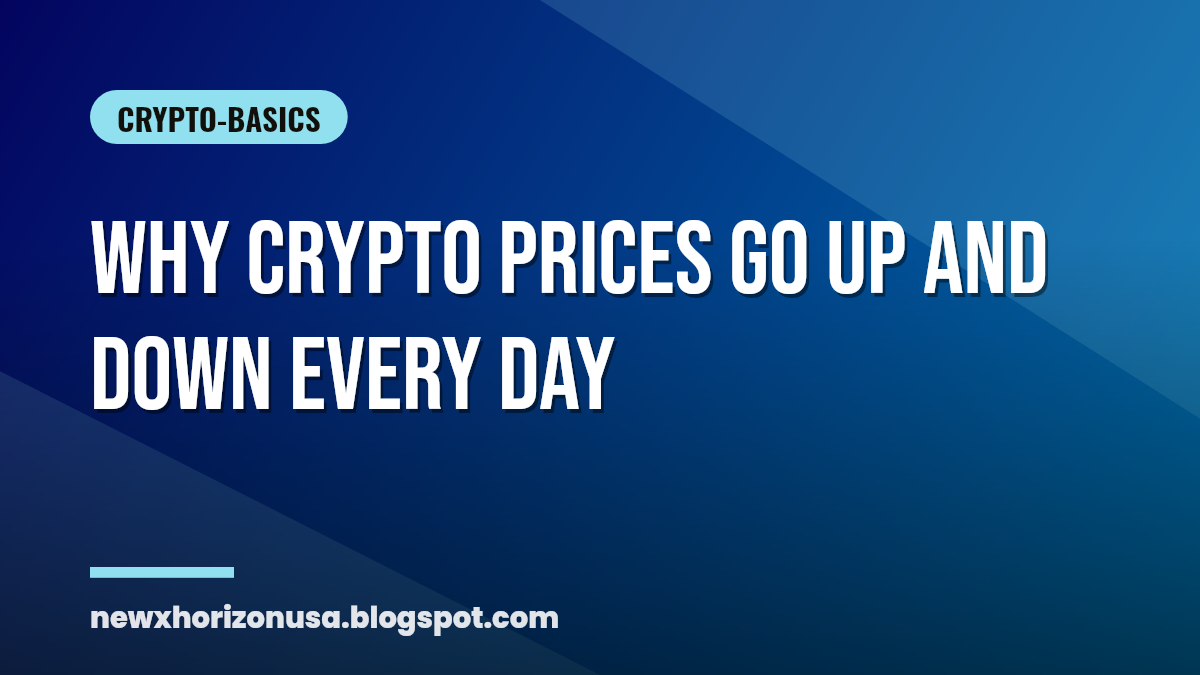 CRYPTO-BASICS
WHY CRYPTO PRICES GO UP AND
DOWN EVERY DAY
newxhorizonusa.blogspot.com